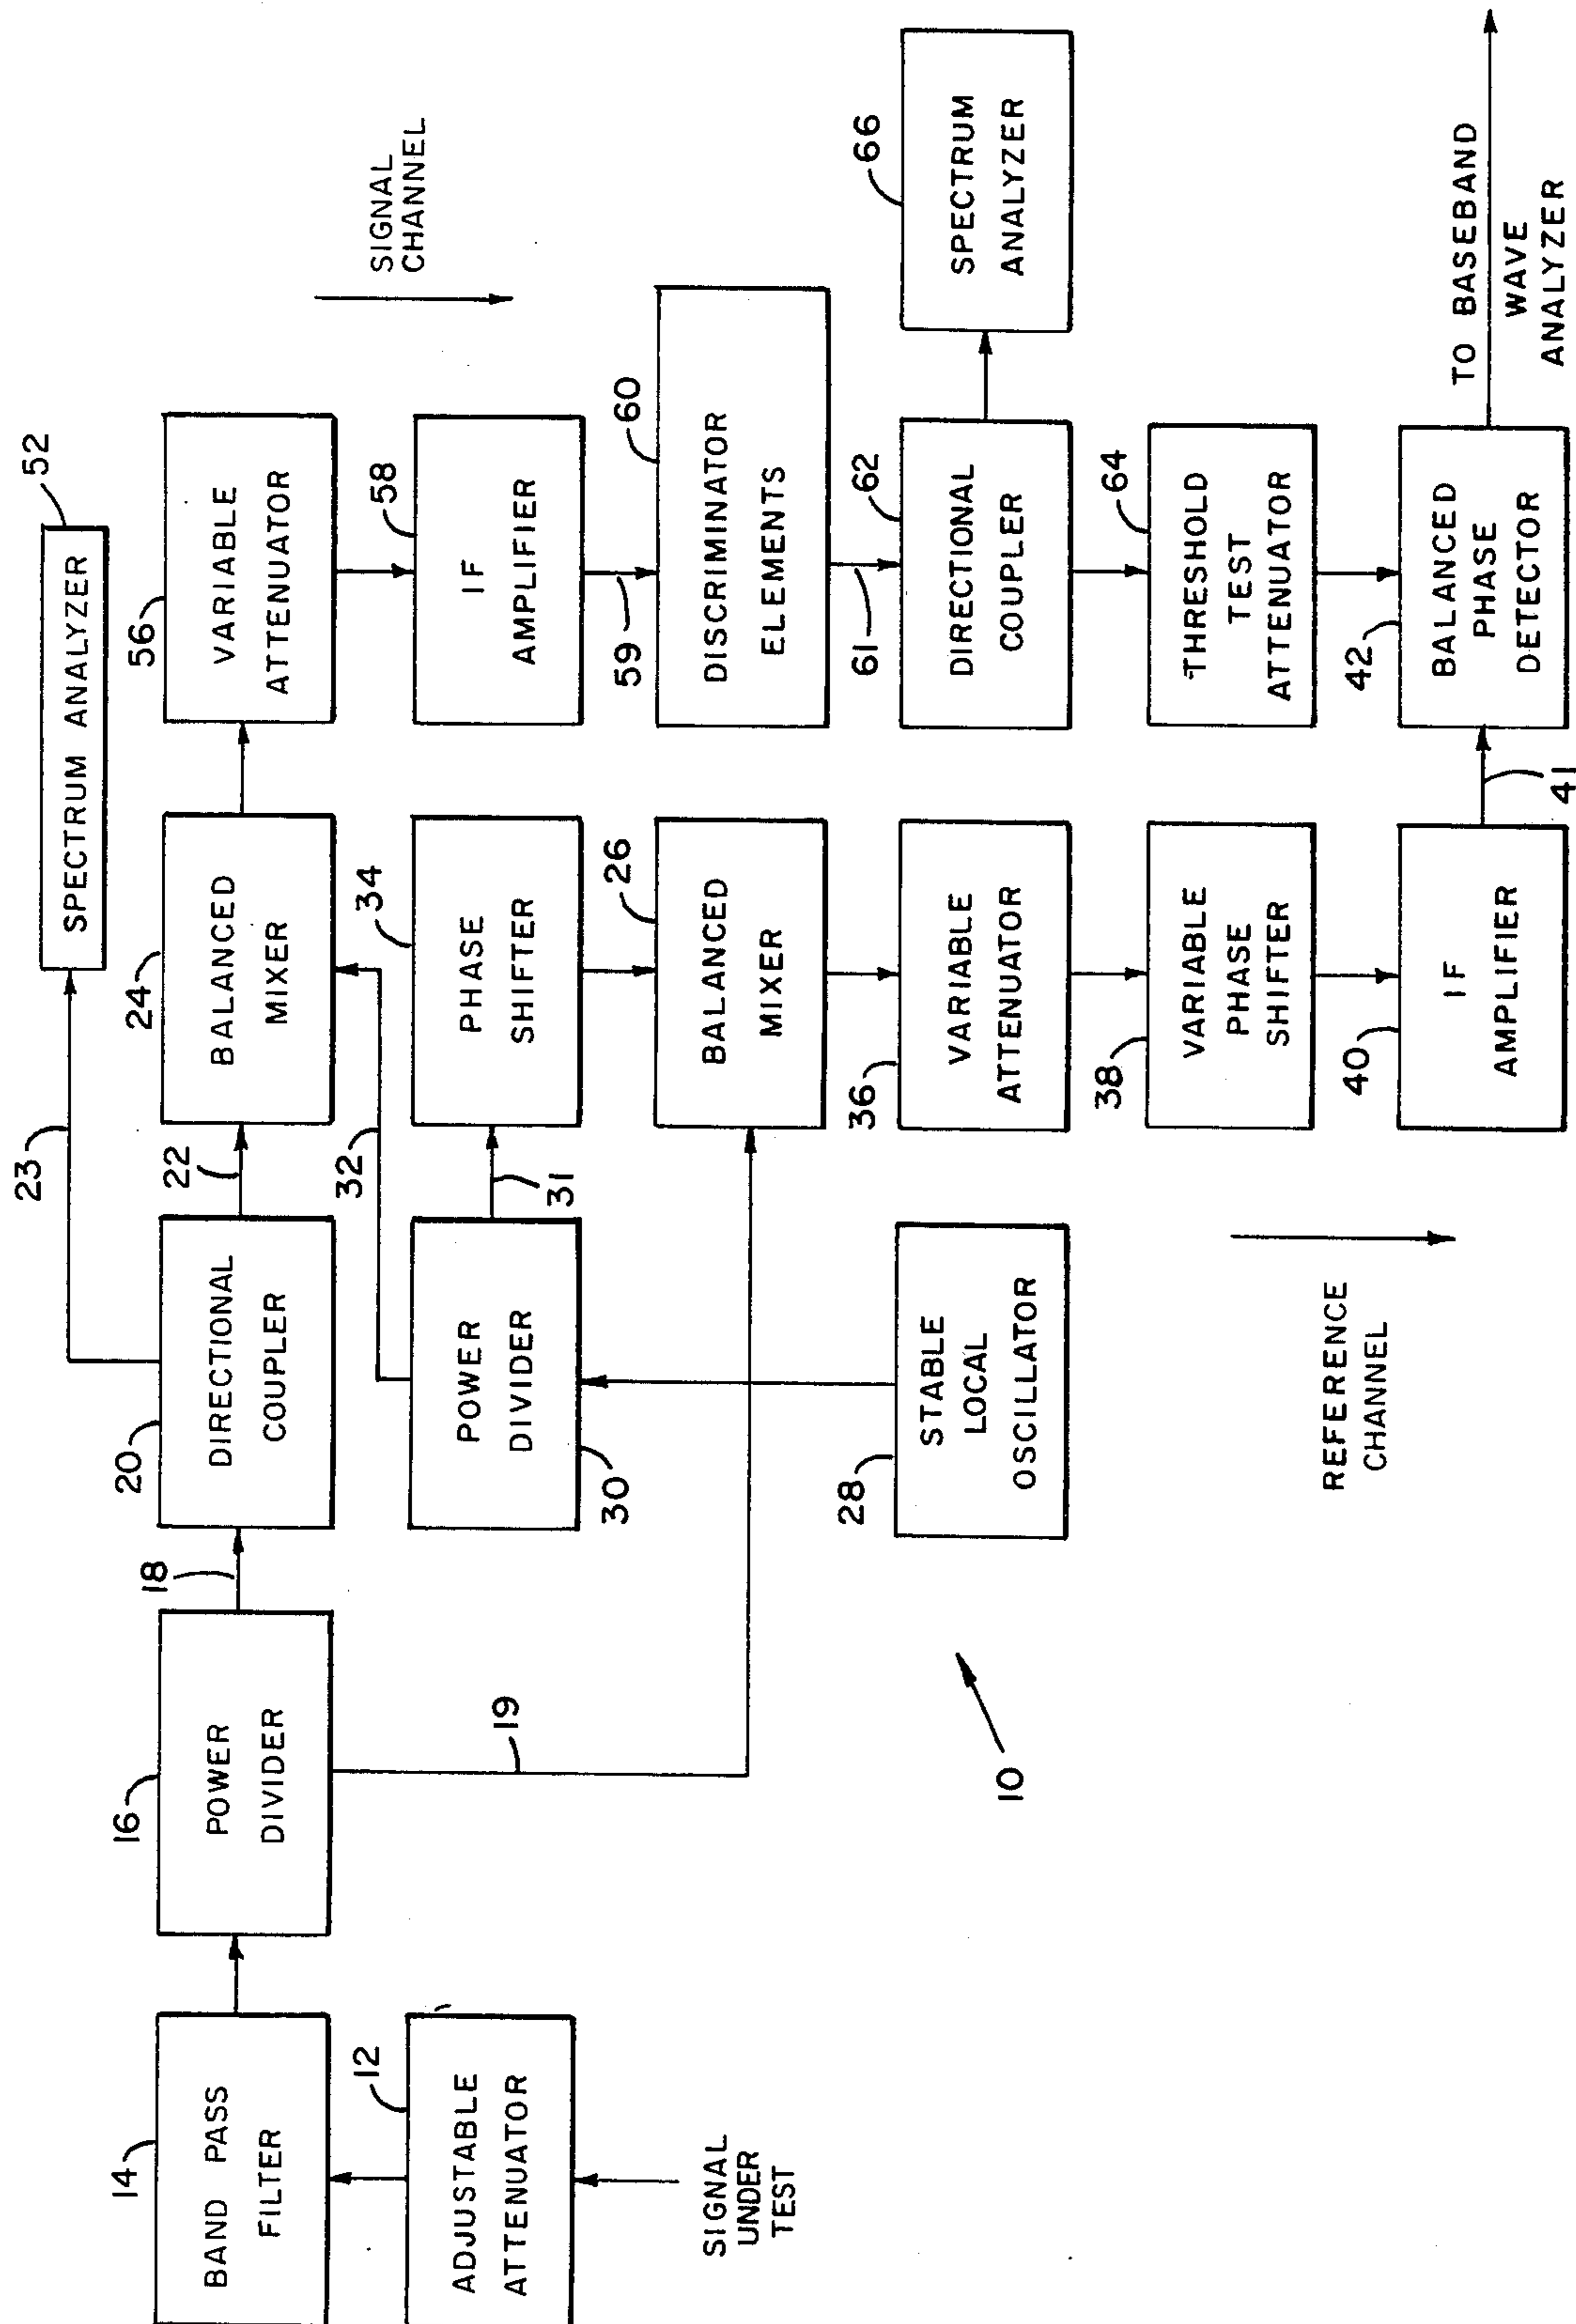 52
SPECTRUM ANALYZER
23
14
BAND PASS
FILTER
16
POWER
DIVIDER
18
20
DIRECTIONAL
COUPLER
22
24
BALANCED
MIXER
56
VARIABLE
ATTENUATOR
SIGNAL
CHANNEL
12
ADJUSTABLE
ATTENUATOR
SIGNAL
UNDER
TEST
19
32
POWER
DIVIDER
30
31
34
PHASE
SHIFTER
58
IF
AMPLIFIER
59
26
BALANCED
MIXER
60
DISCRIMINATOR
ELEMENTS
61
10
28
STABLE
LOCAL
OSCILLATOR
36
VARIABLE
ATTENUATOR
62
DIRECTIONAL
COUPLER
66
SPECTRUM
ANALYZER
REFERENCE
CHANNEL
38
VARIABLE
PHASE
SHIFTER
64
THRESHOLD
TEST
ATTENUATOR
40
IF
AMPLIFIER
41
42
BALANCED
PHASE
DETECTOR
TO BASEBAND
WAVE
ANALYZER